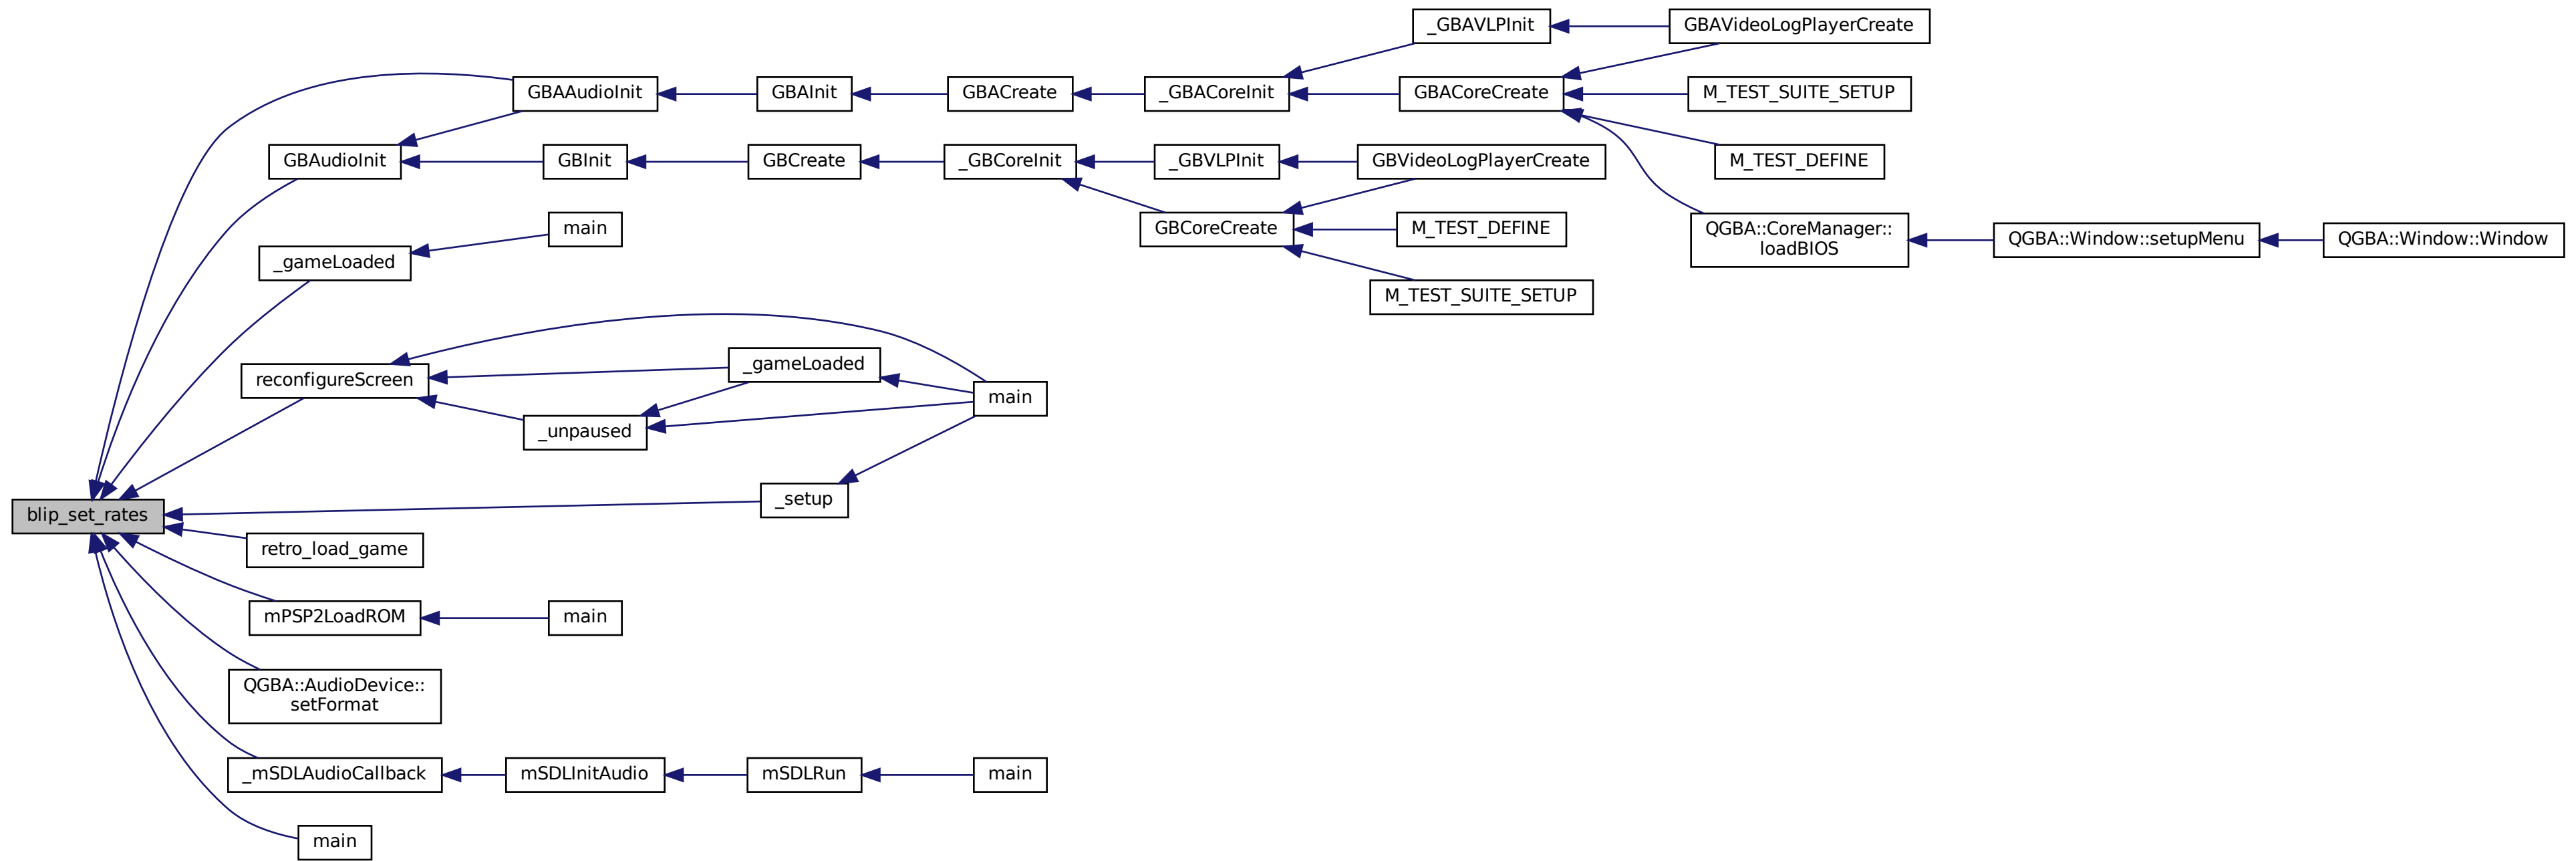 _GBAVLPInit
GBAVideoLogPlayerCreate
GBAAudioInit
GBAInit
GBACreate
_GBACoreInit
GBACoreCreate
M_TEST_SUITE_SETUP
GBAudioInit
GBInit
GBCreate
_GBCoreInit
_GBVLPInit
GBVideoLogPlayerCreate
M_TEST_DEFINE
main
GBCoreCreate
M_TEST_DEFINE
QGBA::CoreManager::
loadBIOS
QGBA::Window::setupMenu
QGBA::Window::Window
_gameLoaded
M_TEST_SUITE_SETUP
reconfigureScreen
_gameLoaded
main
_unpaused
_setup
blip_set_rates
retro_load_game
mPSP2LoadROM
main
QGBA::AudioDevice::
setFormat
_mSDLAudioCallback
mSDLInitAudio
mSDLRun
main
main